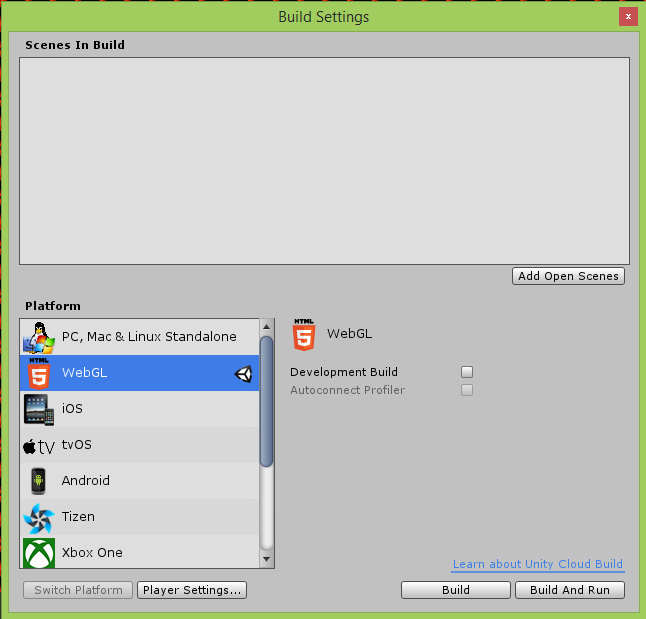 Build Settings
x
Scenes In Build
Add Open Scenes
Platform
PC, Mac & Linux Standalone
HTML
5
WebGL
iOS
tv
tvOS
Android
Tizen
Xbox One
HTML
5
WebGL
Development Build
Autoconnect Profiler
Learn about Unity Cloud Build
Switch Platform
Player Settings...
Build
Build And Run